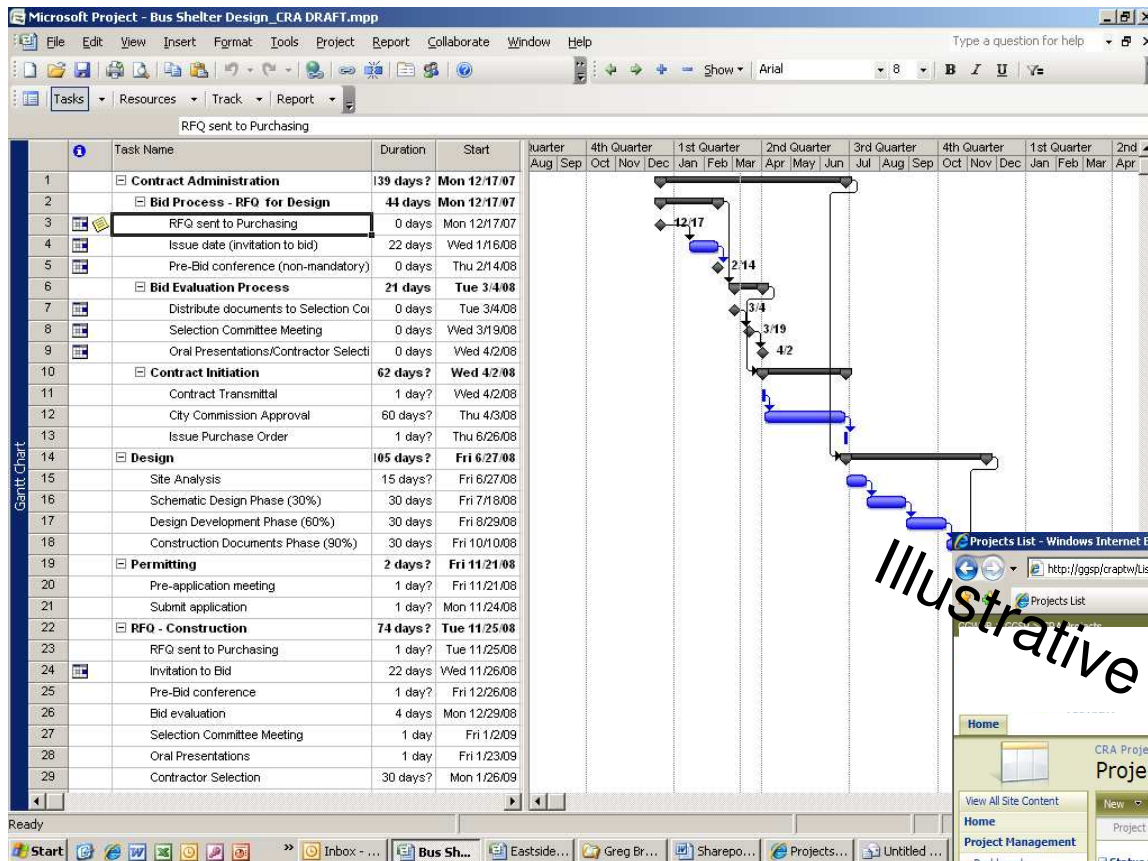 Microsoft Project - Bus Shelter Design_CRA DRAFT.mpp
File Edit View Insert Format Tools Project Report Collaborate Window Help Type a question for help
Show Arial 8 B I U
Tasks Resources Track Report
RFQ sent to Purchasing
Task Name Duration Start
uarter 4th Quarter 1st Quarter 2nd Quarter 3rd Quarter 4th Quarter 1st Quarter 2nd
Aug Sep Oct Nov Dec Jan Feb Mar Apr May Jun Jul Aug Sep Oct Nov Dec Jan Feb Mar Apr
1 Contract Administration 139 days? Mon 12/17/07
2 Bid Process - RFQ for Design 44 days Mon 12/17/07
3 RFQ sent to Purchasing 0 days Mon 12/17/07 12/17
4 Issue date (invitation to bid) 22 days Wed 1/16/08
5 Pre-Bid conference (non-mandatory) 0 days Thu 2/14/08 2/14
6 Bid Evaluation Process 21 days Tue 3/4/08
7 Distribute documents to Selection Co 0 days Tue 3/4/08 3/4
8 Selection Committee Meeting 0 days Wed 3/19/08 3/19
9 Oral Presentations/Contractor Selecti 0 days Wed 4/2/08 4/2
10 Contract Initiation 62 days? Wed 4/2/08
11 Contract Transmittal 1 day? Wed 4/2/08
12 City Commission Approval 60 days? Thu 4/3/08
13 Issue Purchase Order 1 day? Thu 6/26/08
14 Design 105 days? Fri 6/27/08
15 Site Analysis 15 days? Fri 6/27/08
16 Schematic Design Phase (30%) 30 days Fri 7/18/08
17 Design Development Phase (60%) 30 days Fri 8/29/08
18 Construction Documents Phase (90%) 30 days Fri 10/10/08
19 Permitting 2 days? Fri 11/21/08
20 Pre-application meeting 1 day? Fri 11/21/08
21 Submit application 1 day? Mon 11/24/08
22 RFQ - Construction 74 days? Tue 11/25/08
23 RFQ sent to Purchasing 1 day? Tue 11/25/08
24 Invitation to Bid 22 days Wed 11/26/08
25 Pre-Bid conference 1 day? Fri 12/26/08
26 Bid evaluation 4 days Mon 12/29/08
27 Selection Committee Meeting 1 day Fri 1/2/09
28 Oral Presentations 1 day Fri 1/23/09
29 Contractor Selection 30 days? Mon 1/26/09
Gantt Chart
Projects List - Windows Internet E
http://ggsp/craptw/Lis
Projects List
Illustrative
Home
CRA Proje
Proje
View All Site Content
New
Home
Project
Project Management
Status
Ready
Start Inbox - ... Bus Sh... Eastside... Greg Br... Sharepo... Projects... Untitled ...